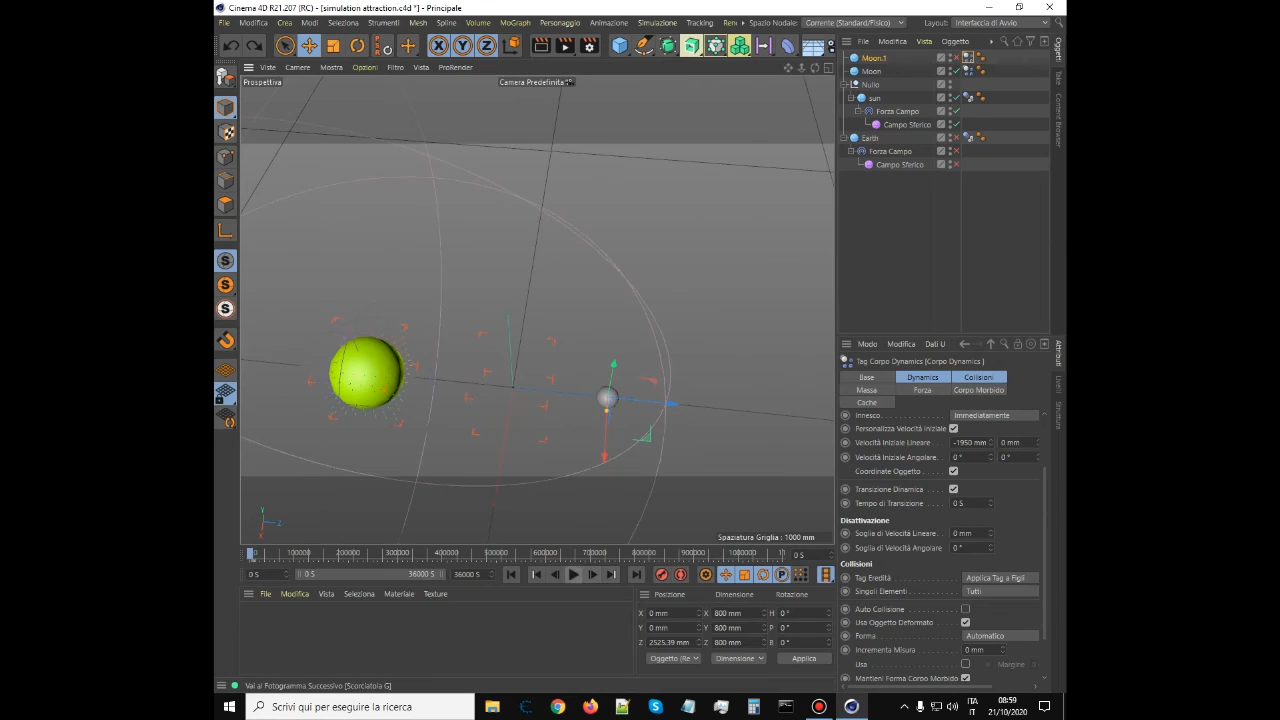 Cinema 4D R21.207 (RC) - [simulation attraction.c4d *] - Principale
File Modifica Crea Modi Seleziona Strumenti Mesh Spline Volume MoGraph Personaggio Animazione Simulazione Tracking Rend Spazio Nodale: Corrente (Standard/Fisico) Layout: Interfaccia di Avvio
Viste Camere Mostra Opzioni Filtro Vista ProRender
Prospettiva
Camera Predefinita
Spaziatura Griglia : 1000 mm
File Modifica Vista Oggetto
Moon.1
Moon
Nullo
sun
Forza Campo
Campo Sferico
Earth
Forza Campo
Campo Sferico
Oggetti
Take
Content Browser
Modo Modifica Dati U
Tag Corpo Dynamics [Corpo Dynamics ]
Base Dynamics Collisioni
Massa Forza Corpo Morbido
Cache
Innesco Immediatamente
Personalizza Velocità Iniziale
Velocità Iniziale Lineare -1950 mm 0 mm
Velocità Iniziale Angolare 0 ° 0 °
Coordinate Oggetto
Transizione Dinamica
Tempo di Transizione 0 S
Disattivazione
Soglia di Velocità Lineare 0 mm
Soglia di Velocità Angolare 0 °
Collisioni
Tag Eredità Applica Tag a Figli
Singoli Elementi Tutti
Auto Collisione
Usa Oggetto Deformato
Forma Automatico
Incrementa Misura 0 mm
Usa Margine
Mantieni Forma Corpo Morbido
Attributi
Livelli
Struttura
0 100000 200000 300000 400000 500000 600000 700000 800000 900000 1000000 11 0 S
0 S 0 S 36000 S 36000 S
File Modifica Vista Seleziona Materiale Texture
Posizione Dimensione Rotazione
X 0 mm X 800 mm H 0 °
Y 0 mm Y 800 mm P 0 °
Z 2525.39 mm Z 800 mm B 0 °
Oggetto (Re Dimensione Applica
Vai al Fotogramma Successivo [Scorciatoia G]
Scrivi qui per eseguire la ricerca
ITA
IT
08:59
21/10/2020